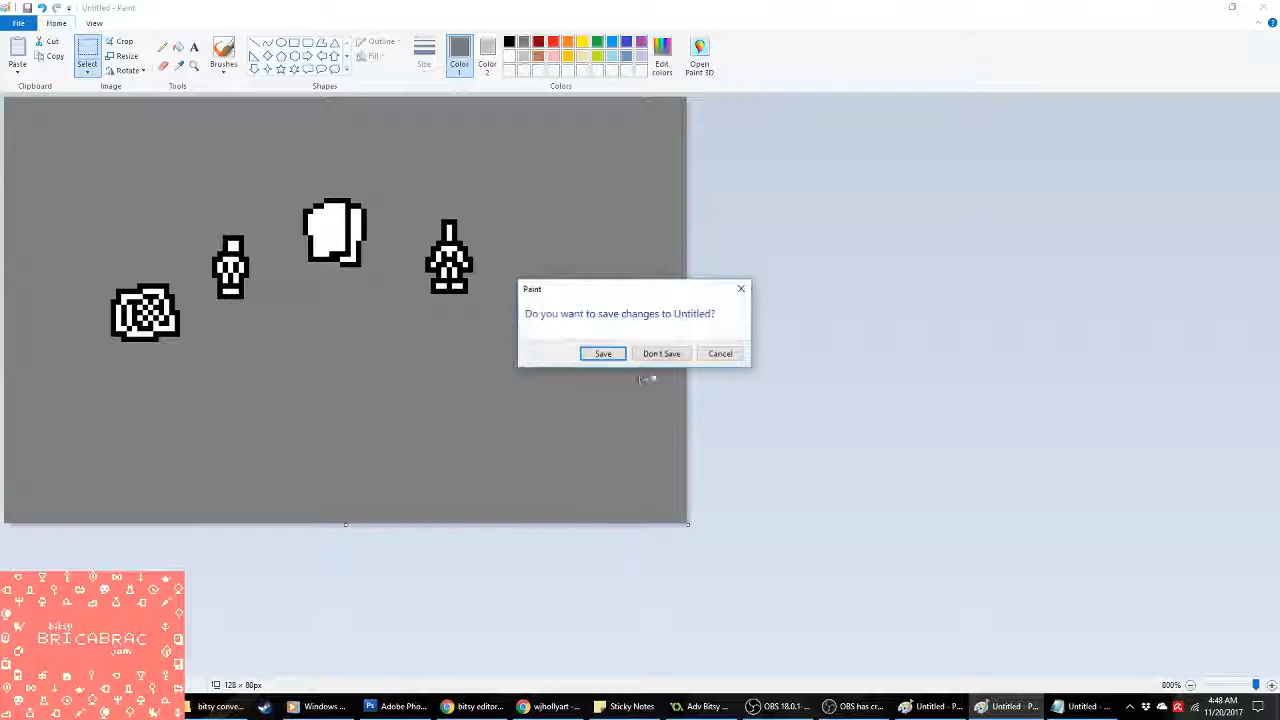 Untitled - Paint
File Home View
Paste
Cut
Copy
Clipboard
Select
Crop
Resize
Rotate
Image
Tools
Brushes
Shapes
Outline
Fill
Size
Color 1
Color 2
Colors
Edit colors
Open Paint 3D
Paint
Do you want to save changes to Untitled?
Save Don't Save Cancel
bitsy
BRICABRAC
jam
128 × 80px
800%
bitsy conve...
Windows ...
Adobe Pho...
bitsy editor...
wjhollyart -...
Sticky Notes
Adv Bitsy ...
OBS 18.0.1-...
OBS has cr...
Untitled - P...
Untitled - P...
Untitled -...
4:48 AM
11/20/2017